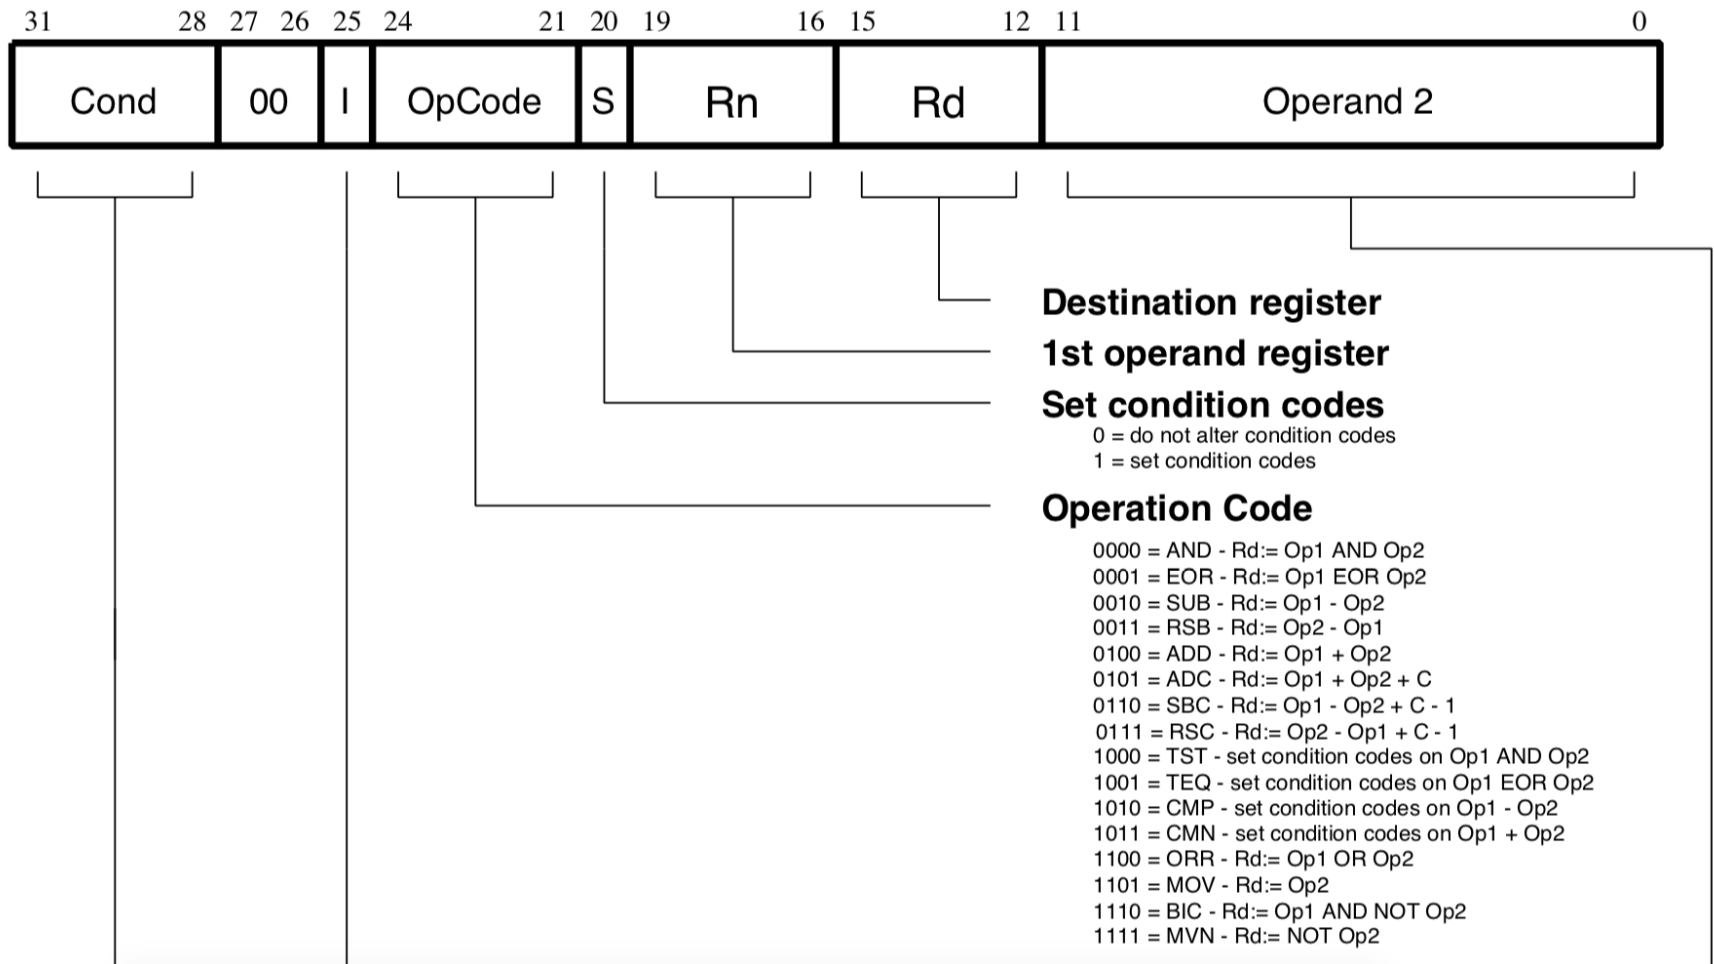 31 28 27 26 25 24 21 20 19 16 15 12 11 0
Cond 00 I OpCode S Rn Rd Operand 2
Destination register
1st operand register
Set condition codes
0 = do not alter condition codes
1 = set condition codes
Operation Code
0000 = AND - Rd:= Op1 AND Op2
0001 = EOR - Rd:= Op1 EOR Op2
0010 = SUB - Rd:= Op1 - Op2
0011 = RSB - Rd:= Op2 - Op1
0100 = ADD - Rd:= Op1 + Op2
0101 = ADC - Rd:= Op1 + Op2 + C
0110 = SBC - Rd:= Op1 - Op2 + C - 1
0111 = RSC - Rd:= Op2 - Op1 + C - 1
1000 = TST - set condition codes on Op1 AND Op2
1001 = TEQ - set condition codes on Op1 EOR Op2
1010 = CMP - set condition codes on Op1 - Op2
1011 = CMN - set condition codes on Op1 + Op2
1100 = ORR - Rd:= Op1 OR Op2
1101 = MOV - Rd:= Op2
1110 = BIC - Rd:= Op1 AND NOT Op2
1111 = MVN - Rd:= NOT Op2